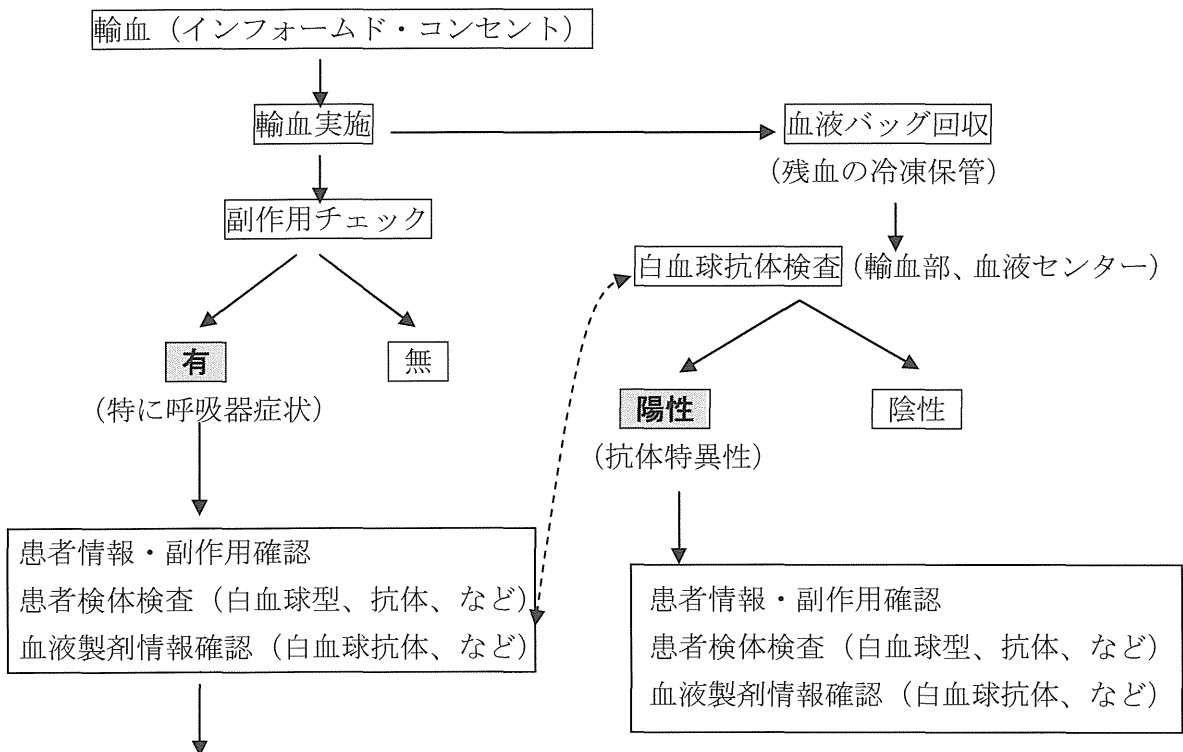 輸血（インフォームド・コンセント）
輸血実施
血液バッグ回収
（残血の冷凍保管）
副作用チェック
白血球抗体検査（輸血部、血液センター）
有
無
（特に呼吸器症状）
陽性
陰性
（抗体特異性）
患者情報・副作用確認
患者検体検査（白血球型、抗体、など）
血液製剤情報確認（白血球抗体、など）
患者情報・副作用確認
患者検体検査（白血球型、抗体、など）
血液製剤情報確認（白血球抗体、など）